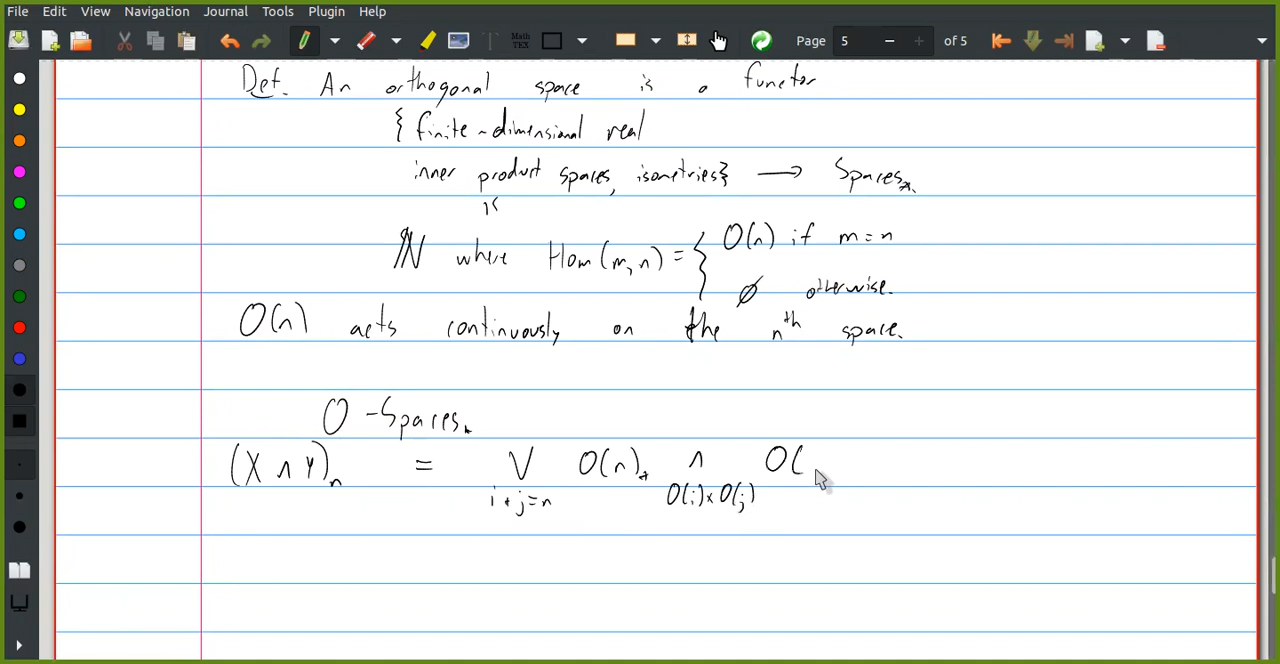 File Edit View Navigation Journal Tools Plugin Help
Page 5 of 5
Def. An orthogonal space is a functor
{ finite-dimensional real
inner product spaces, isometries} → Spaces*
IS
ℕ where Hom(m,n) = { O(n) if m=n
∅ otherwise.
O(n) acts continuously on the nth space.
O-Spaces*
(X ∧ Y)n = ∨ O(n)+ ∧ O(
i+j=n O(i)×O(j)